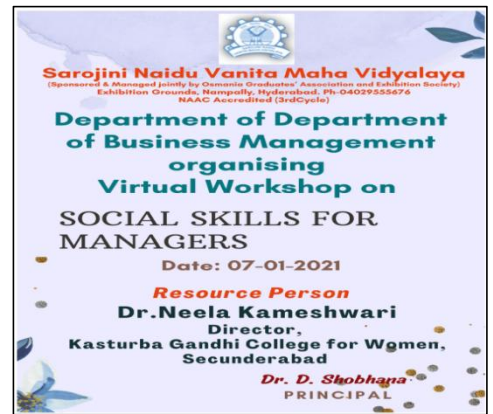 Sarojini Naidu Vanita Maha Vidyalaya
(Sponsored & Managed jointly by Osmania Graduates' Association and Exhibition Society)
Exhibition Grounds, Nampally, Hyderabad. Ph-04029555676
NAAC Accredited (3rdCycle)
Department of Department
of Business Management
organising
Virtual Workshop on
SOCIAL SKILLS FOR
MANAGERS
Date: 07-01-2021
Resource Person
Dr.Neela Kameshwari
Director,
Kasturba Gandhi College for Women,
Secunderabad
Dr. D. Shobhana
PRINCIPAL